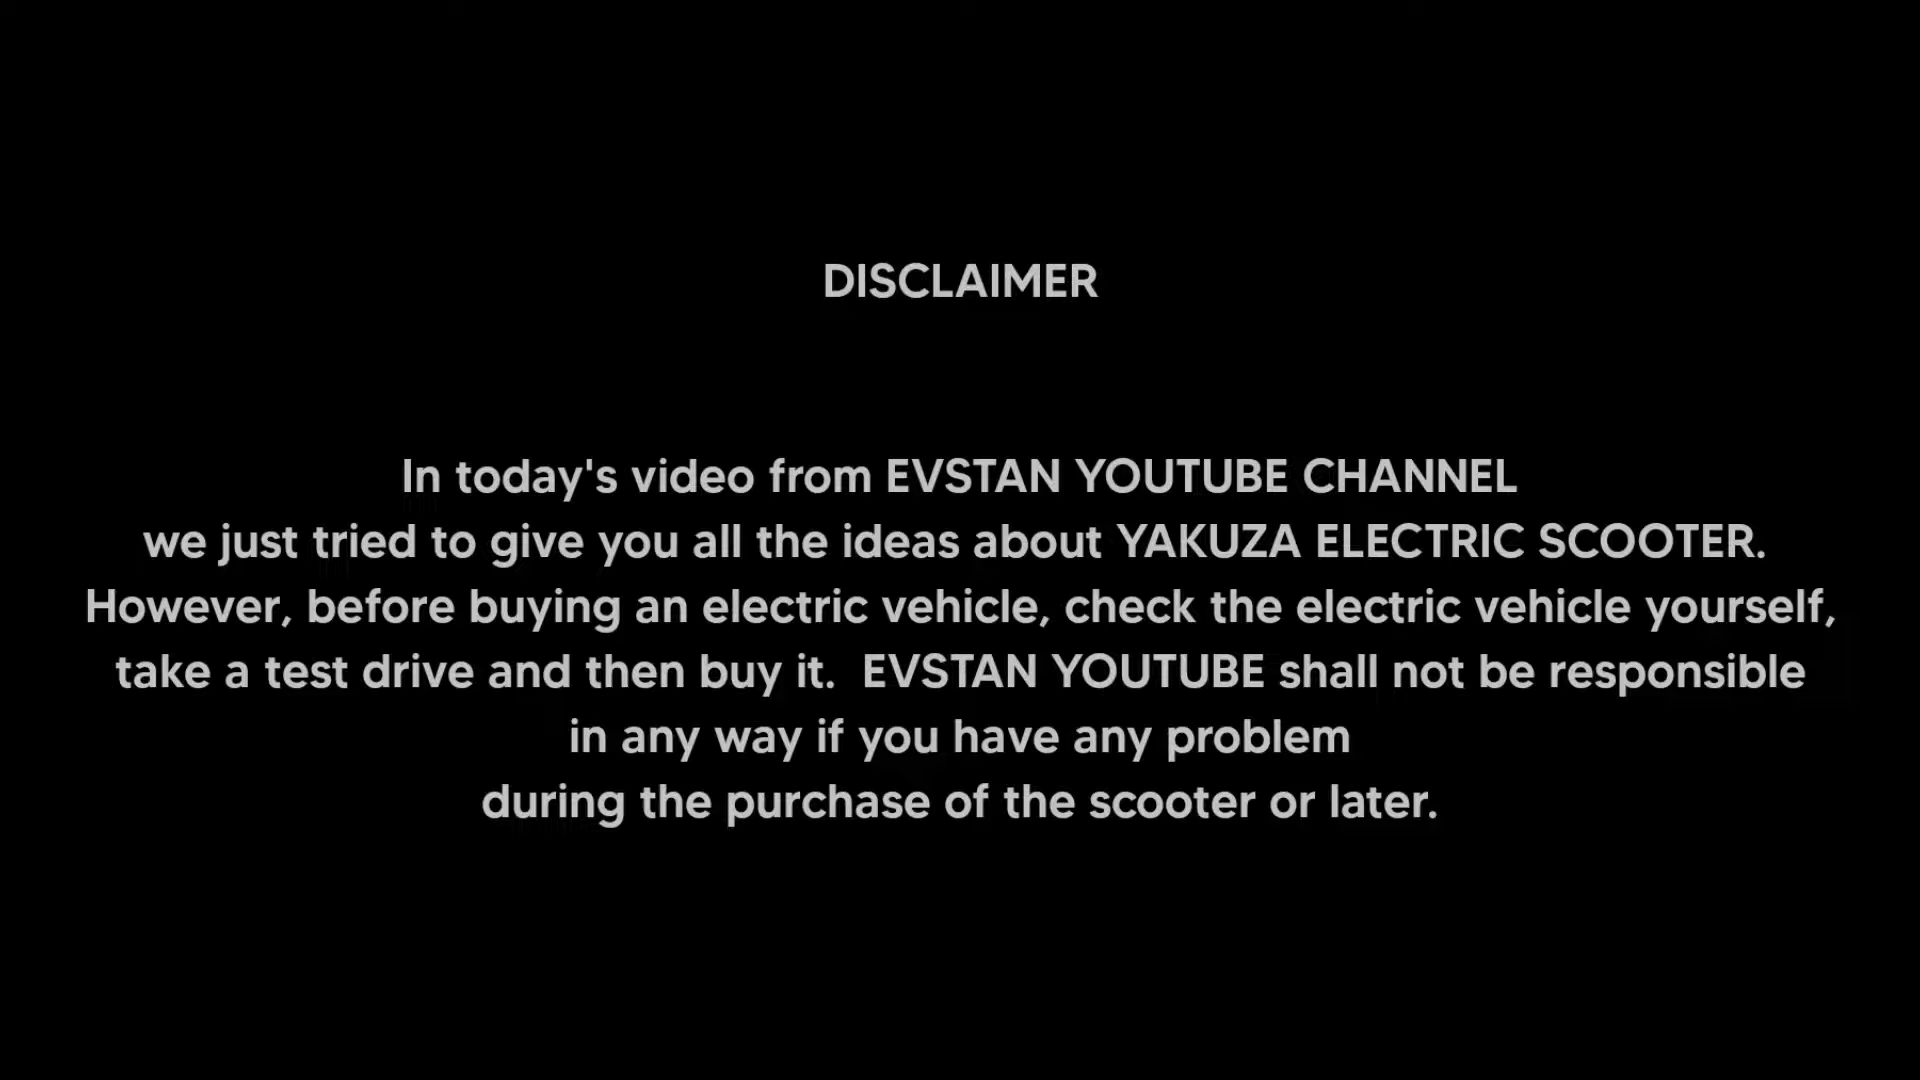 DISCLAIMER
In today's video from EVSTAN YOUTUBE CHANNEL
we just tried to give you all the ideas about YAKUZA ELECTRIC SCOOTER.
However, before buying an electric vehicle, check the electric vehicle yourself,
take a test drive and then buy it.  EVSTAN YOUTUBE shall not be responsible
in any way if you have any problem
during the purchase of the scooter or later.